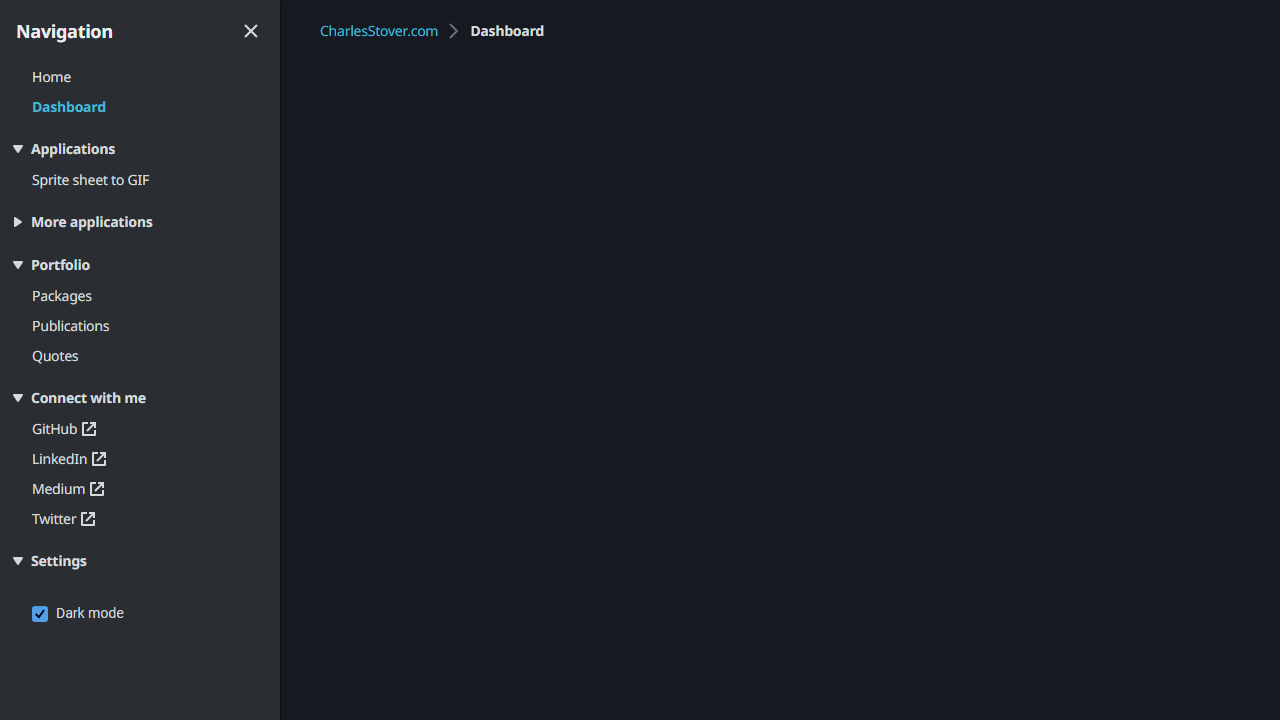 Navigation
CharlesStover.com
Dashboard
Home
Dashboard
Applications
Sprite sheet to GIF
More applications
Portfolio
Packages
Publications
Quotes
Connect with me
GitHub
LinkedIn
Medium
Twitter
Settings
Dark mode